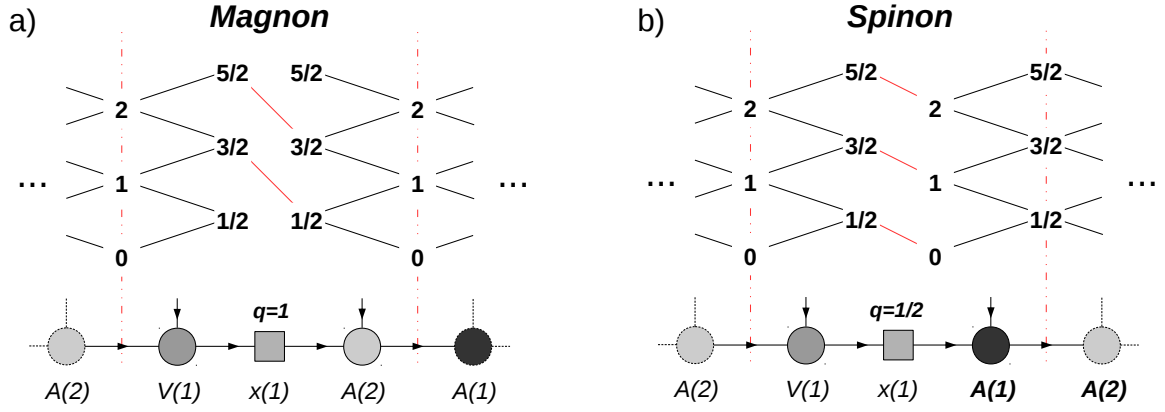 a)
Magnon
5/2 5/2
2 2
3/2 3/2
... 1 1 ...
1/2 1/2
0 0
q=1
A(2) V(1) x(1) A(2) A(1)
b)
Spinon
5/2 5/2
2 2
3/2 3/2
... 1 1 ...
1/2 1/2
0 0
q=1/2
A(2) V(1) x(1) A(1) A(2)